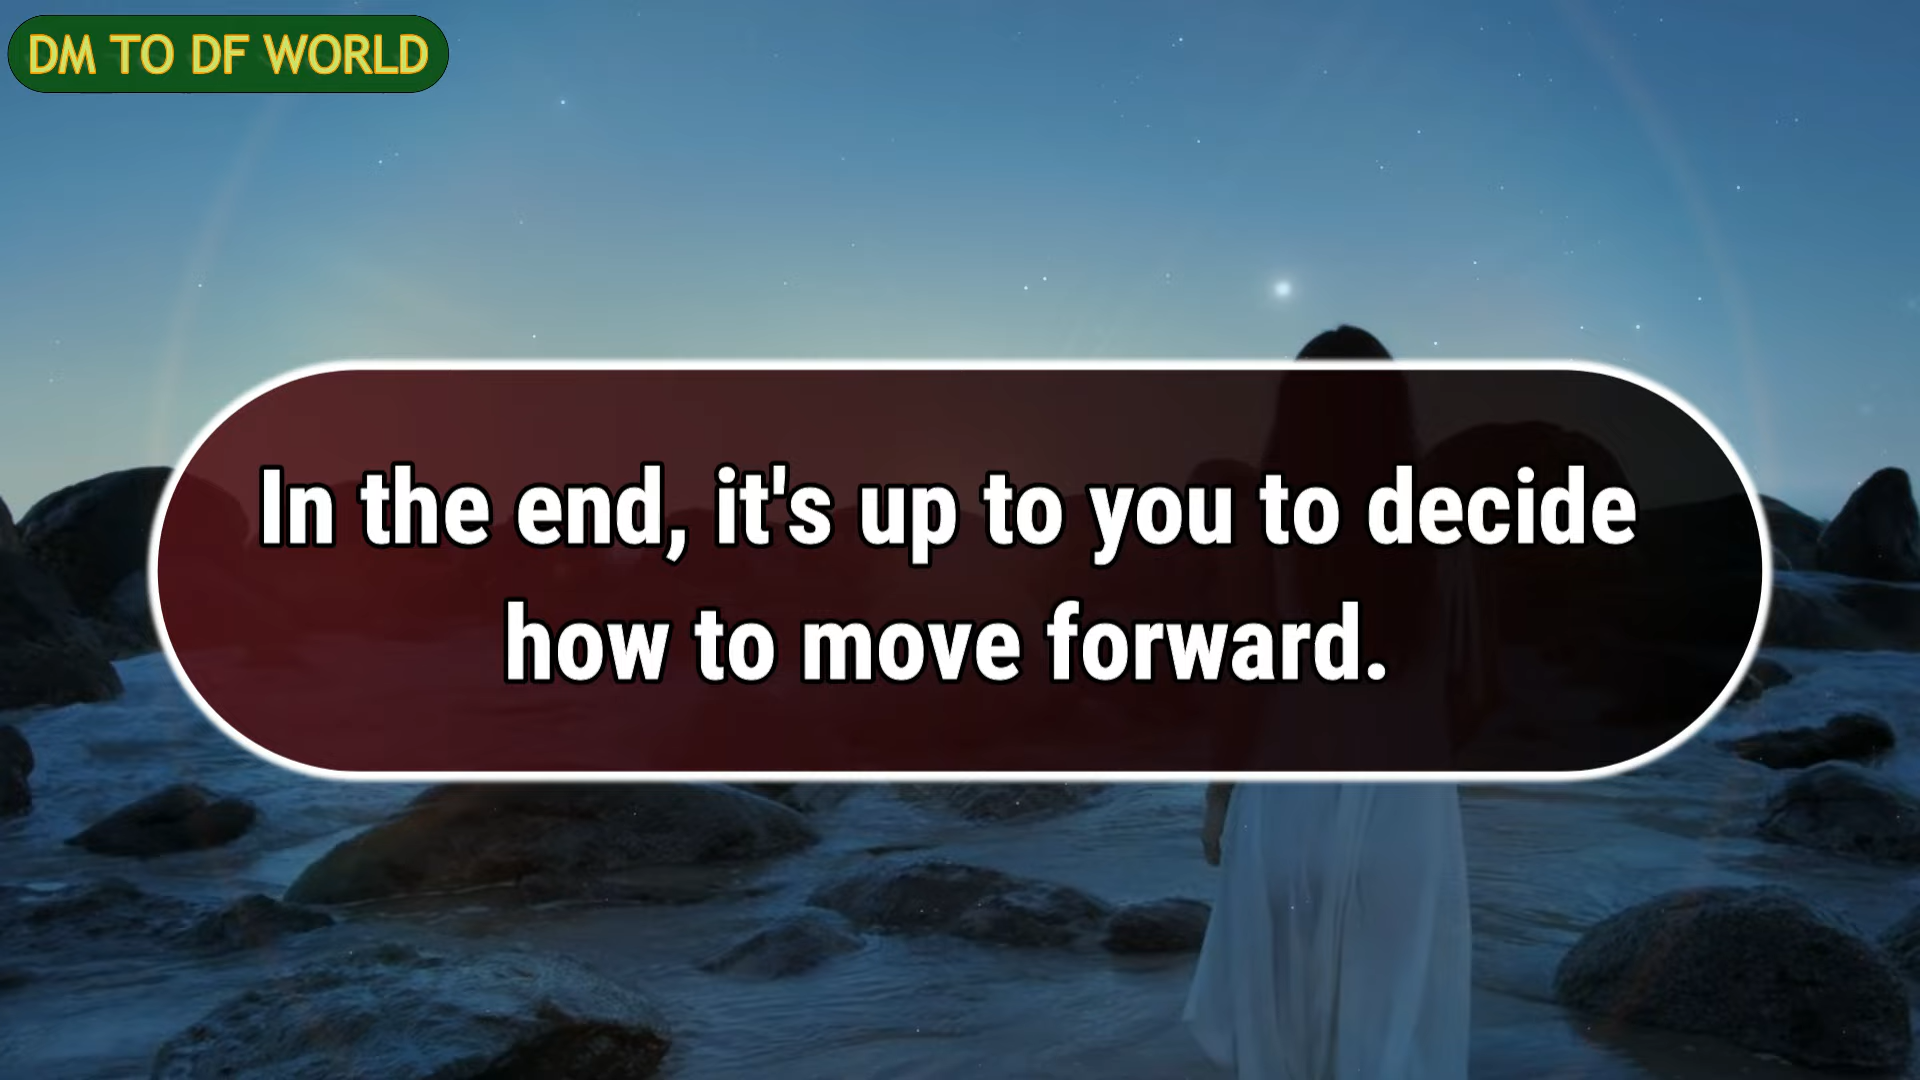 DM TO DF WORLD
In the end, it's up to you to decide
how to move forward.